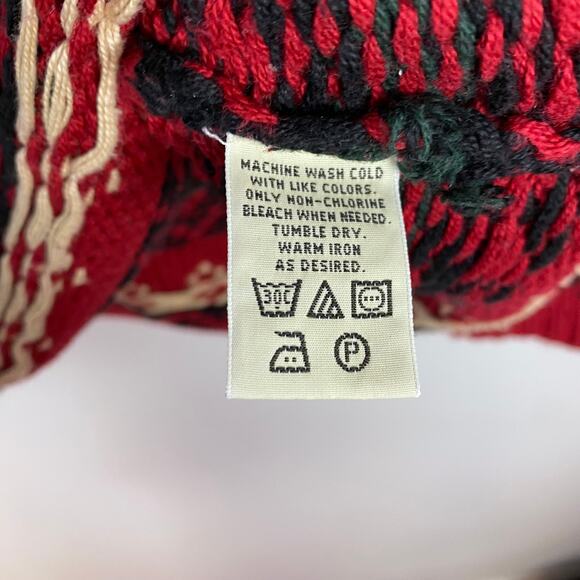 MACHINE WASH COLD
WITH LIKE COLORS.
ONLY NON-CHLORINE
BLEACH WHEN NEEDED.
TUMBLE DRY.
WARM IRON
AS DESIRED.
30C
P